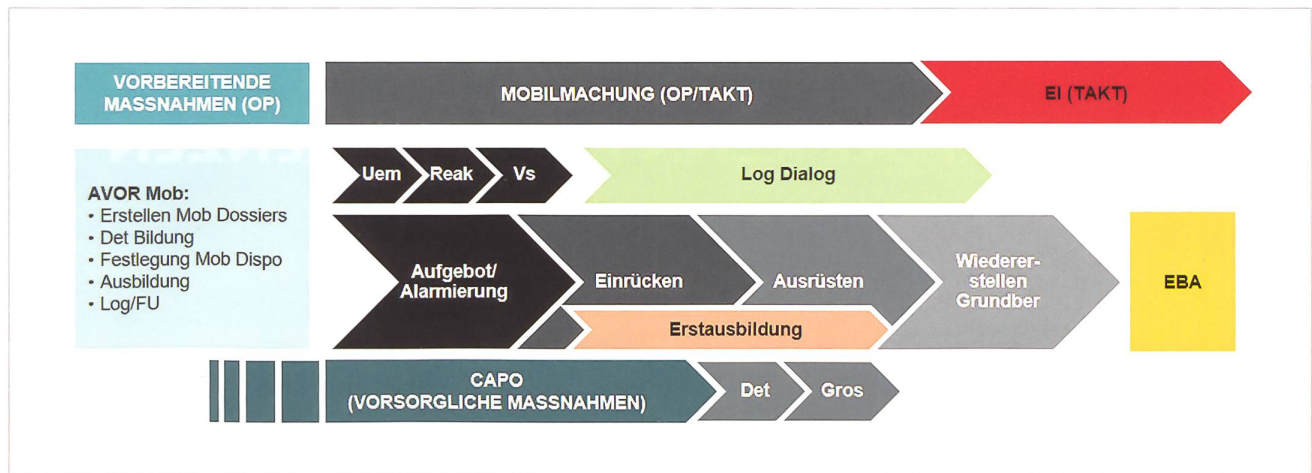 VORBEREITENDE
MASSNAHMEN (OP)
MOBILMACHUNG (OP/TAKT)
EI (TAKT)
AVOR Mob:
• Erstellen Mob Dossiers
• Det Bildung
• Festlegung Mob Dispo
• Ausbildung
• Log/FU
Uem
Reak
Vs
Log Dialog
Aufgebot/
Alarmierung
Einrücken
Ausrüsten
Wiederer-
stellen
Grundber
EBA
Erstausbildung
CAPO
(VORSORGLICHE MASSNAHMEN)
Det
Gros